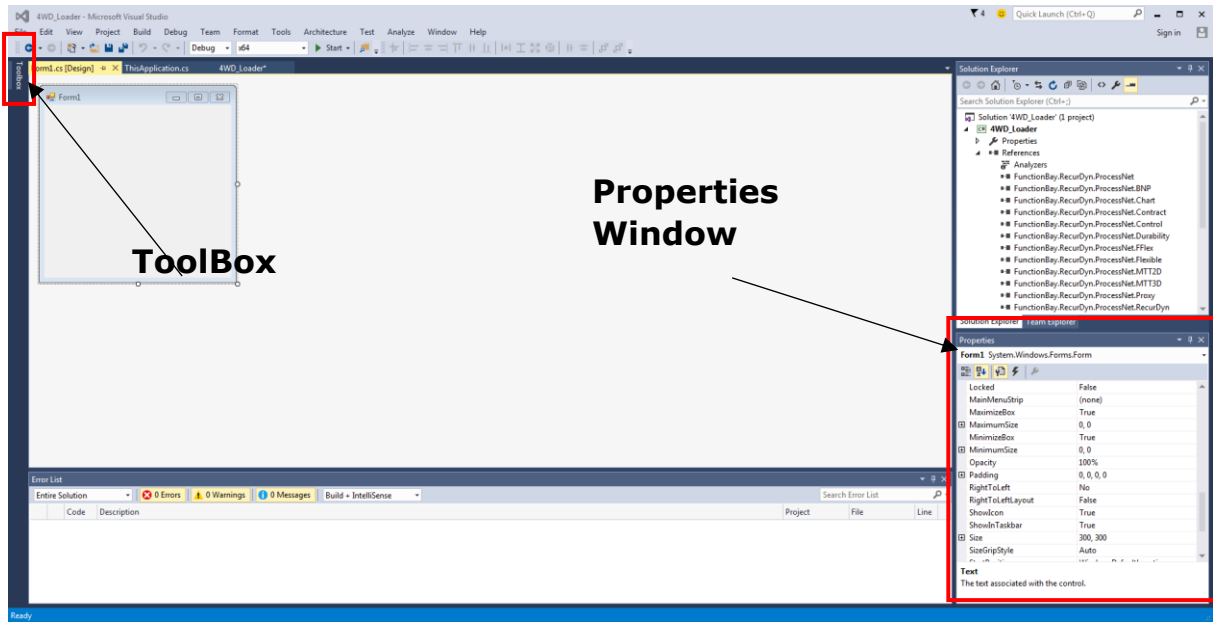 4WD_Loader - Microsoft Visual Studio
4
Quick Launch (Ctrl+Q)
File Edit View Project Build Debug Team Format Tools Architecture Test Analyze Window Help
Sign in
Debug x64 Start
Toolbox
Form1.cs [Design] ThisApplication.cs 4WD_Loader*
Form1
ToolBox
Properties
Window
Solution Explorer
Search Solution Explorer (Ctrl+;)
Solution '4WD_Loader' (1 project)
4WD_Loader
Properties
References
Analyzers
FunctionBay.RecurDyn.ProcessNet
FunctionBay.RecurDyn.ProcessNet.BNP
FunctionBay.RecurDyn.ProcessNet.Chart
FunctionBay.RecurDyn.ProcessNet.Contract
FunctionBay.RecurDyn.ProcessNet.Control
FunctionBay.RecurDyn.ProcessNet.Durability
FunctionBay.RecurDyn.ProcessNet.FFlex
FunctionBay.RecurDyn.ProcessNet.Flexible
FunctionBay.RecurDyn.ProcessNet.MTT2D
FunctionBay.RecurDyn.ProcessNet.MTT3D
FunctionBay.RecurDyn.ProcessNet.Proxy
FunctionBay.RecurDyn.ProcessNet.RecurDyn
Solution Explorer Team Explorer
Properties
Form1 System.Windows.Forms.Form
Locked False
MainMenuStrip (none)
MaximizeBox True
MaximumSize 0, 0
MinimizeBox True
MinimumSize 0, 0
Opacity 100%
Padding 0, 0, 0, 0
RightToLeft No
RightToLeftLayout False
ShowIcon True
ShowInTaskbar True
Size 300, 300
SizeGripStyle Auto
Text
The text associated with the control.
Error List
Entire Solution 0 Errors 0 Warnings 0 Messages Build + IntelliSense Search Error List
Code Description Project File Line
Ready